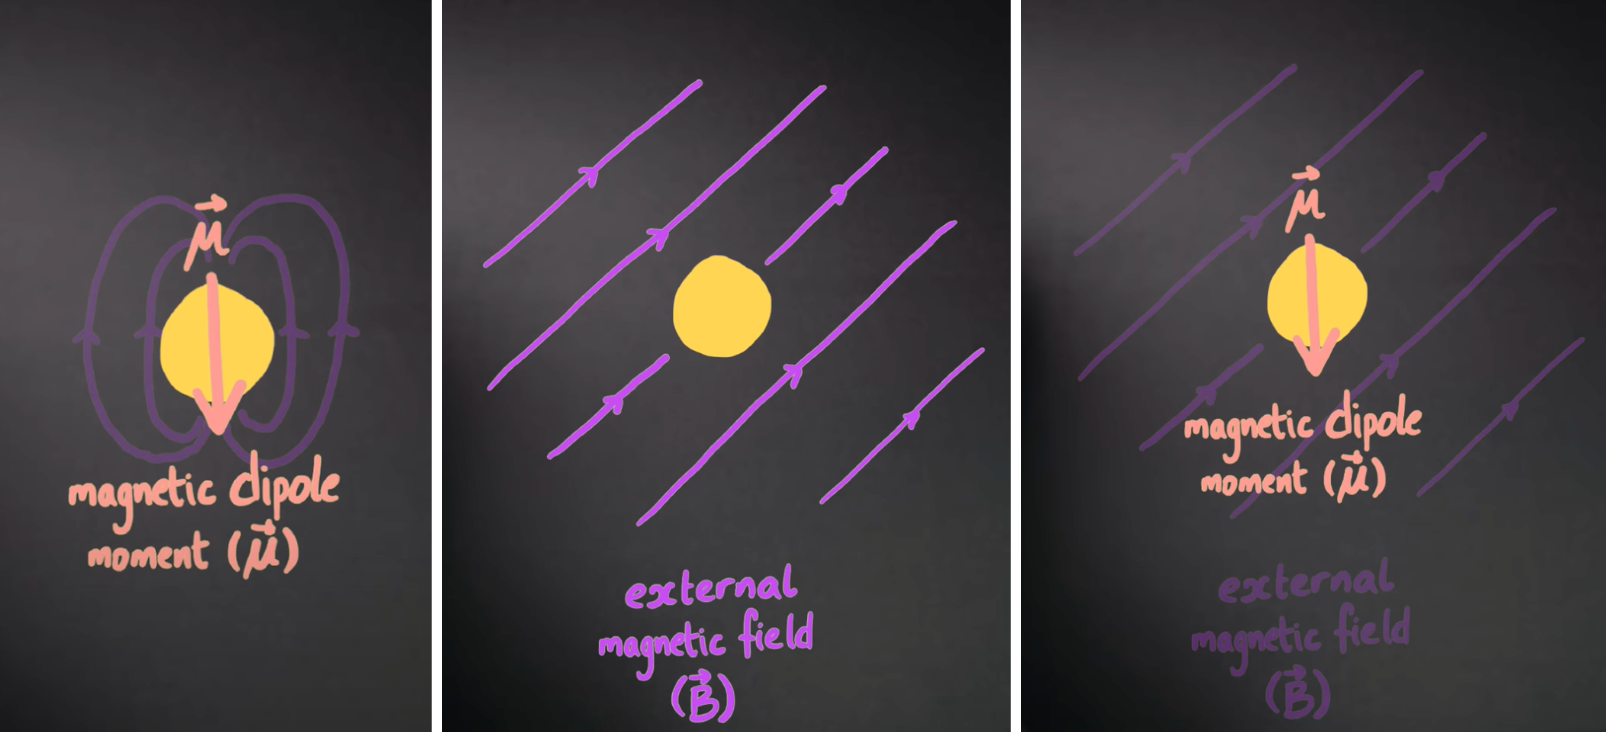 μ⃗
magnetic dipole
moment (μ⃗)
external
magnetic field
(B⃗)
μ⃗
magnetic dipole
moment (μ⃗)
external
magnetic field
(B⃗)